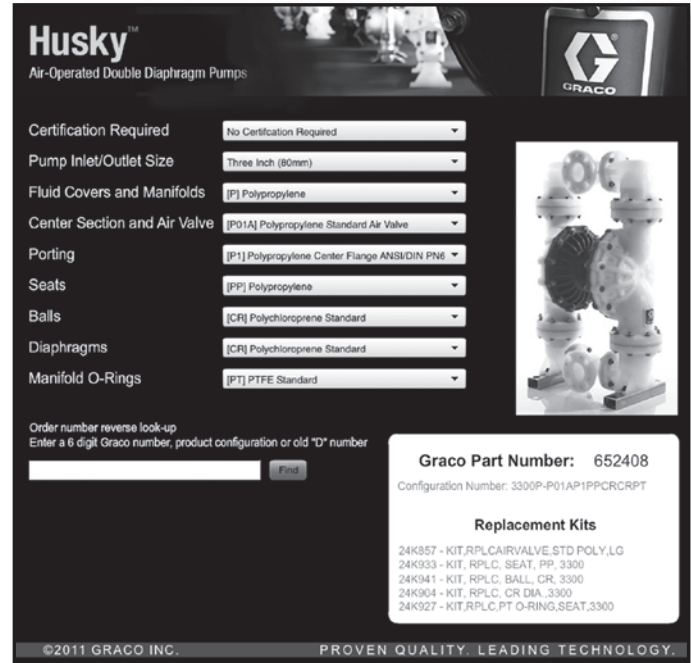 Husky™
Air-Operated Double Diaphragm Pumps
GRACO
Certification Required
No Certifcation Required
Pump Inlet/Outlet Size
Three Inch (80mm)
Fluid Covers and Manifolds
[P] Polypropylene
Center Section and Air Valve
[P01A] Polypropylene Standard Air Valve
Porting
[P1] Polypropylene Center Flange ANSI/DIN PN6
Seats
[PP] Polypropylene
Balls
[CR] Polychloroprene Standard
Diaphragms
[CR] Polychloroprene Standard
Manifold O-Rings
[PT] PTFE Standard
Order number reverse look-up
Enter a 6 digit Graco number, product configuration or old "D" number
Find
Graco Part Number: 652408
Configuration Number: 3300P-P01AP1PPCRCRPT
Replacement Kits
24K857 - KIT,RPLCAIRVALVE,STD POLY,LG
24K933 - KIT, RPLC, SEAT, PP, 3300
24K941 - KIT, RPLC, BALL, CR, 3300
24K904 - KIT, RPLC, CR DIA.,3300
24K927 - KIT,RPLC,PT O-RING,SEAT,3300
©2011 GRACO INC.
PROVEN QUALITY. LEADING TECHNOLOGY.